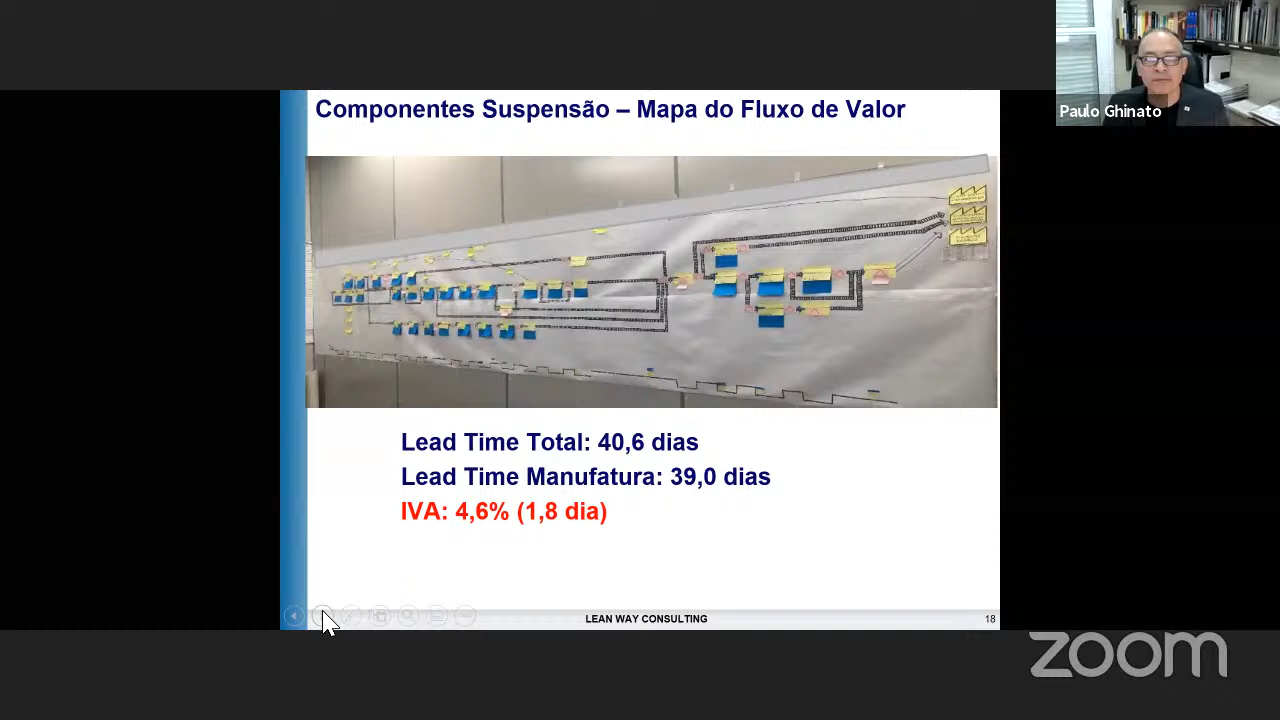 Componentes Suspensão – Mapa do Fluxo de Valor
Paulo Ghinato
Lead Time Total: 40,6 dias
Lead Time Manufatura: 39,0 dias
IVA: 4,6% (1,8 dia)
LEAN WAY CONSULTING
18
zoom